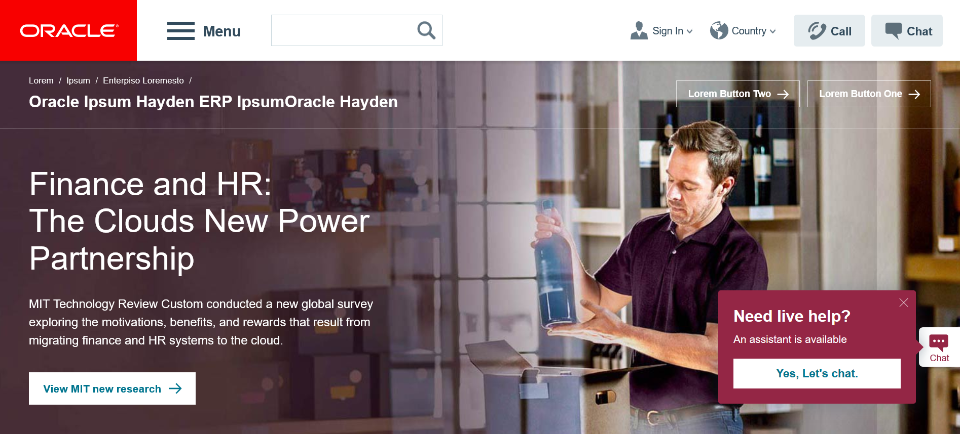 ORACLE
Menu
Sign In
Country
Call
Chat
Lorem / Ipsum / Enterpiso Loremesto /
Oracle Ipsum Hayden ERP IpsumOracle Hayden
Lorem Button Two
Lorem Button One
Finance and HR:
The Clouds New Power
Partnership
MIT Technology Review Custom conducted a new global survey
exploring the motivations, benefits, and rewards that result from
migrating finance and HR systems to the cloud.
View MIT new research
Need live help?
An assistant is available
Yes, Let's chat.
Chat